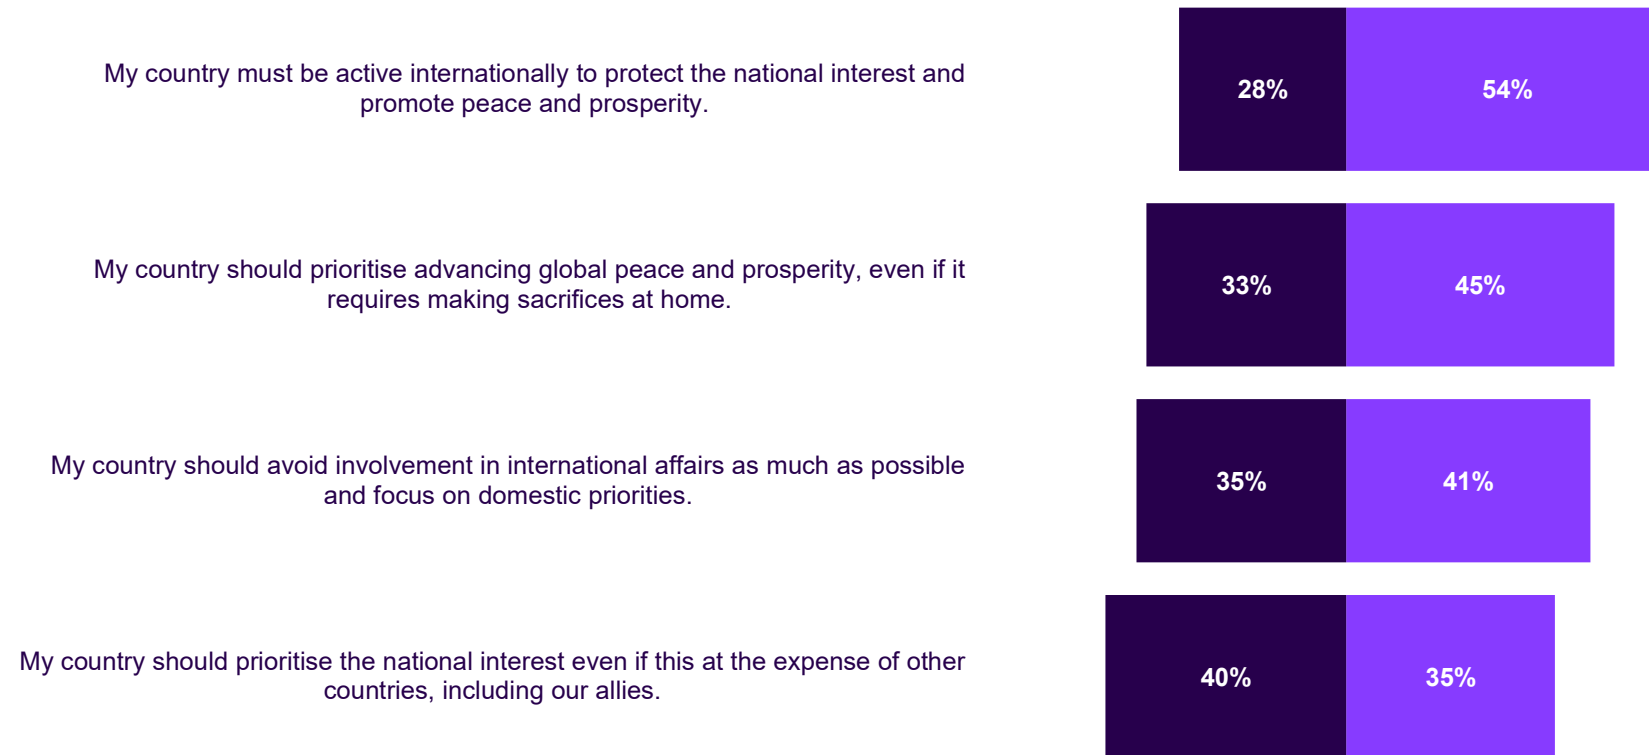 My country must be active internationally to protect the national interest and
promote peace and prosperity.
28%
54%
My country should prioritise advancing global peace and prosperity, even if it
requires making sacrifices at home.
33%
45%
My country should avoid involvement in international affairs as much as possible
and focus on domestic priorities.
35%
41%
My country should prioritise the national interest even if this at the expense of other
countries, including our allies.
40%
35%